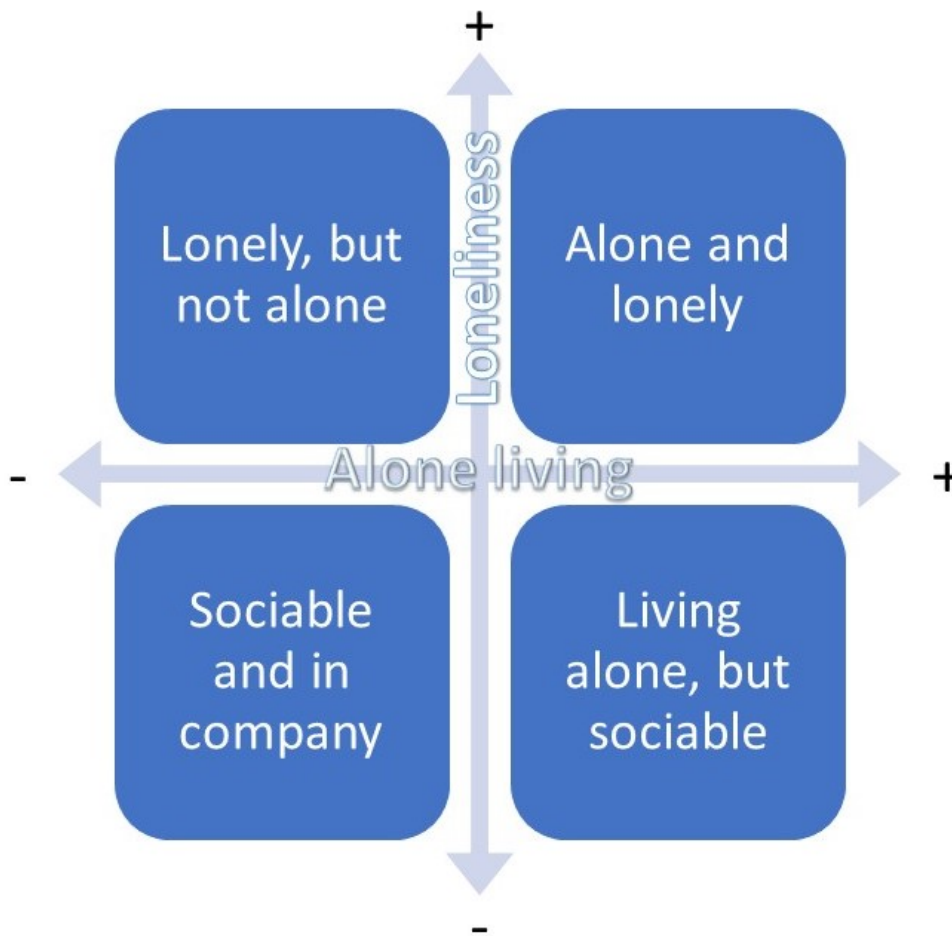 +
Loneliness
Lonely, but
not alone
Alone and
lonely
-
Alone living
+
Sociable
and in
company
Living
alone, but
sociable
-